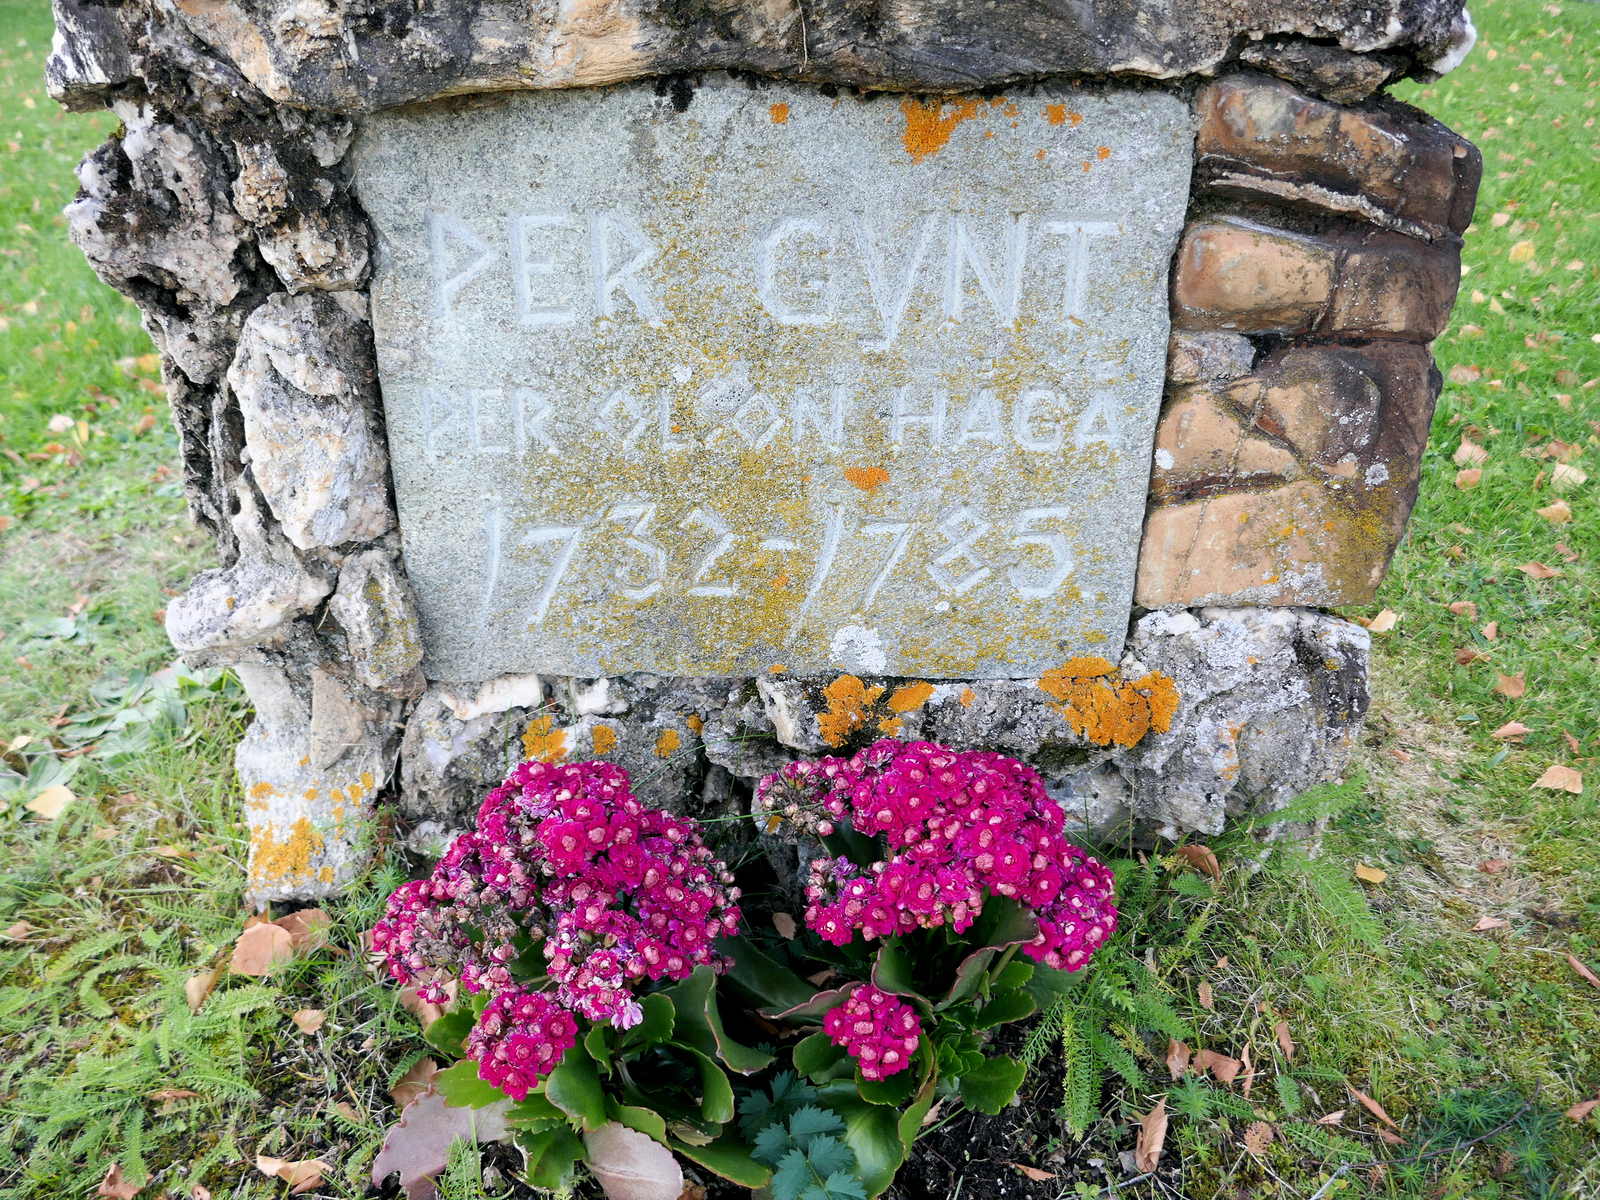 PER GYNT
PER OLSON HAGA
1732-1785.